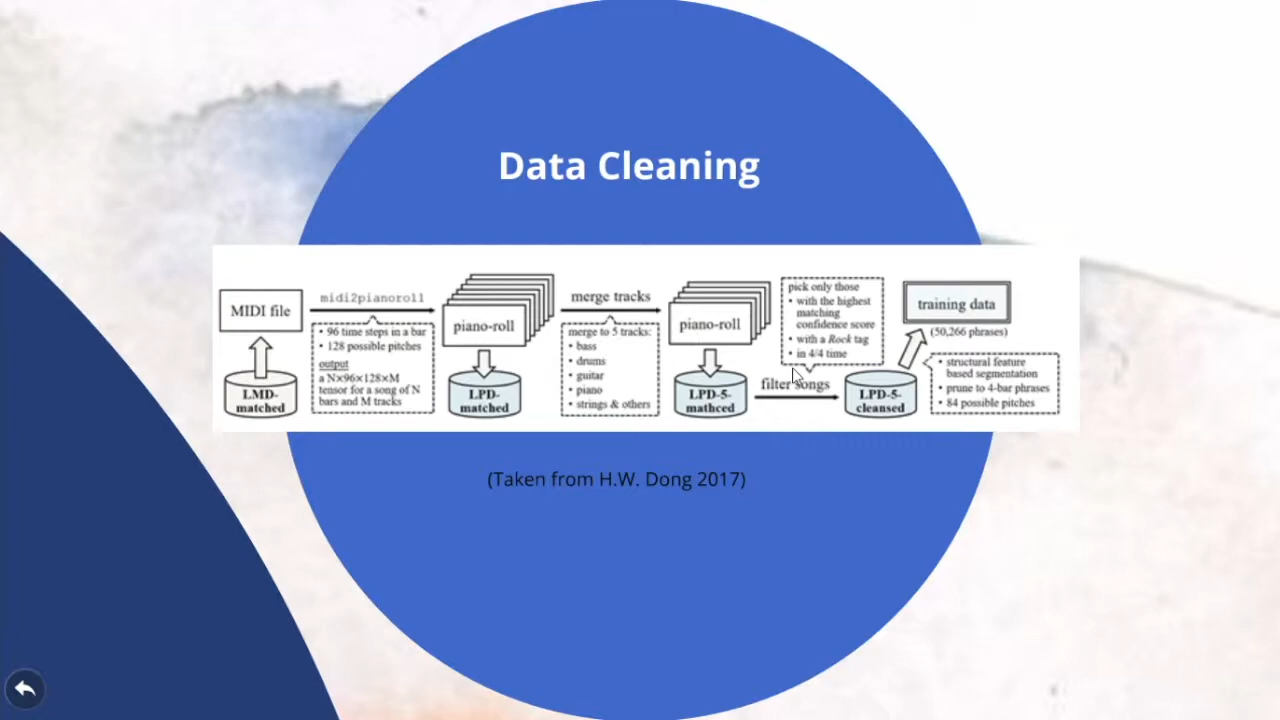 Data Cleaning
MIDI file
LMD-
matched
midi2pianoroll
• 96 time steps in a bar
• 128 possible pitches
output
a N×96×128×M
tensor for a song of N
bars and M tracks
piano-roll
LPD-
matched
merge tracks
merge to 5 tracks:
• bass
• drums
• guitar
• piano
• strings & others
piano-roll
LPD-5-
mathced
pick only those
• with the highest
matching
confidence score
• with a Rock tag
• in 4/4 time
filter songs
LPD-5-
cleansed
training data
(50,266 phrases)
• structural feature
based segmentation
• prune to 4-bar phrases
• 84 possible pitches
(Taken from H.W. Dong 2017)